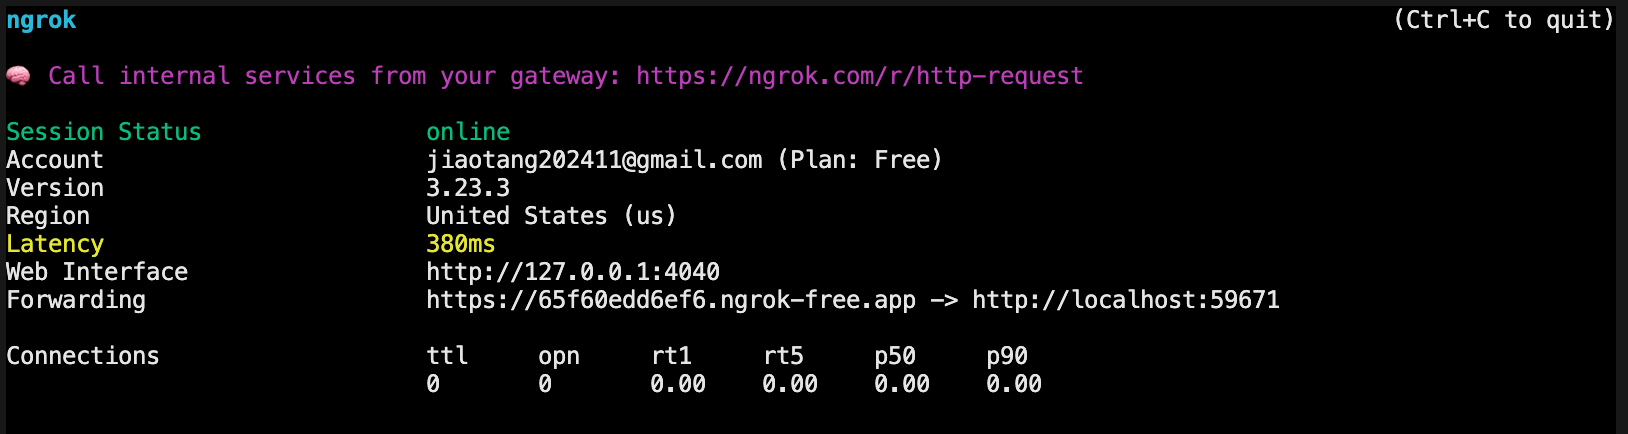 ngrok (Ctrl+C to quit)
🧠 Call internal services from your gateway: https://ngrok.com/r/http-request
Session Status online
Account jiaotang202411@gmail.com (Plan: Free)
Version 3.23.3
Region United States (us)
Latency 380ms
Web Interface http://127.0.0.1:4040
Forwarding https://65f60edd6ef6.ngrok-free.app -> http://localhost:59671
Connections ttl opn rt1 rt5 p50 p90
0 0 0.00 0.00 0.00 0.00